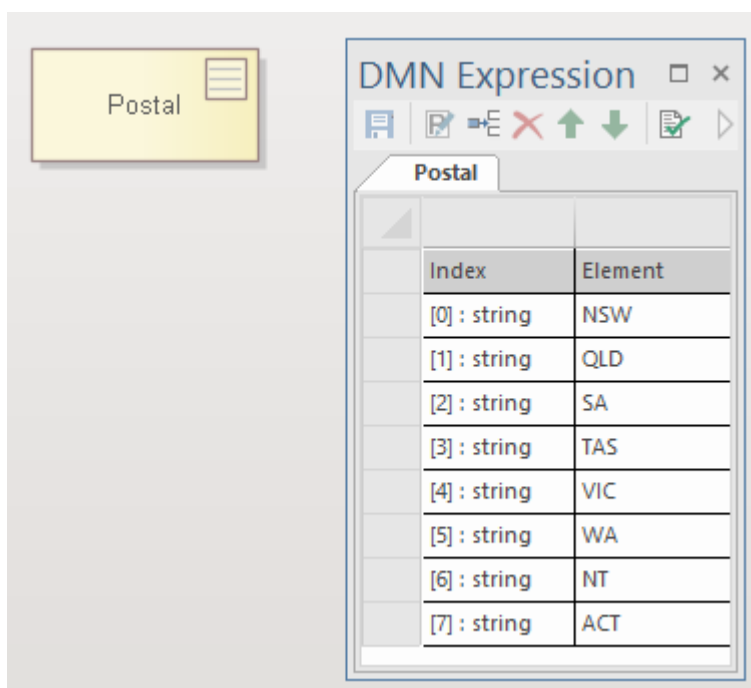 Postal
DMN Expression
Postal
Index Element
[0] : string NSW
[1] : string QLD
[2] : string SA
[3] : string TAS
[4] : string VIC
[5] : string WA
[6] : string NT
[7] : string ACT